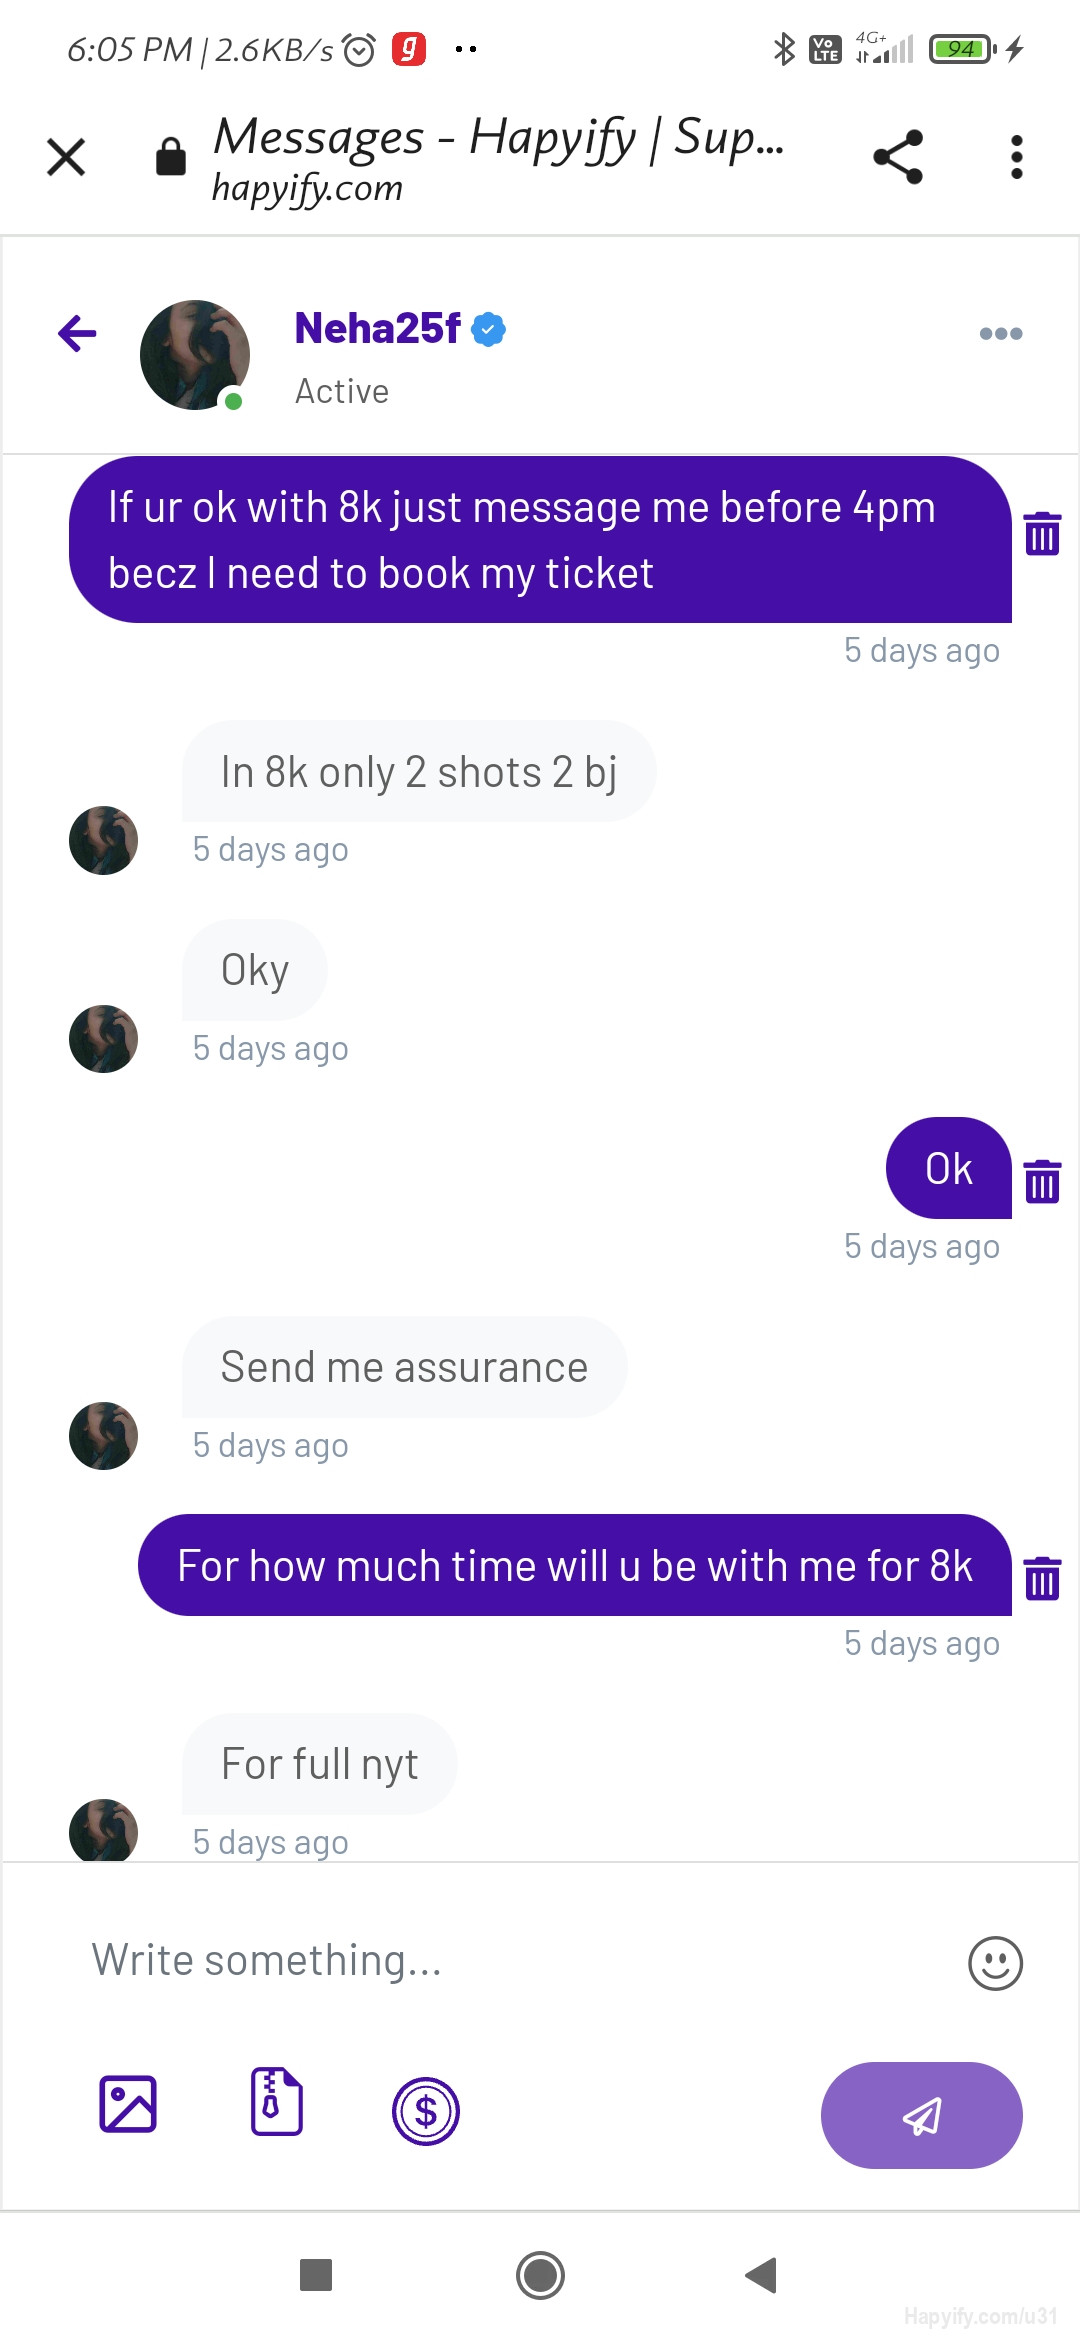 6:05 PM | 2.6KB/s
g
Vo LTE
4G+
94
Messages - Hapyify | Sup...
hapyify.com
Neha25f
Active
If ur ok with 8k just message me before 4pm
becz I need to book my ticket
5 days ago
In 8k only 2 shots 2 bj
5 days ago
Oky
5 days ago
Ok
5 days ago
Send me assurance
5 days ago
For how much time will u be with me for 8k
5 days ago
For full nyt
5 days ago
Write something...
$
Hapyify.com/u31